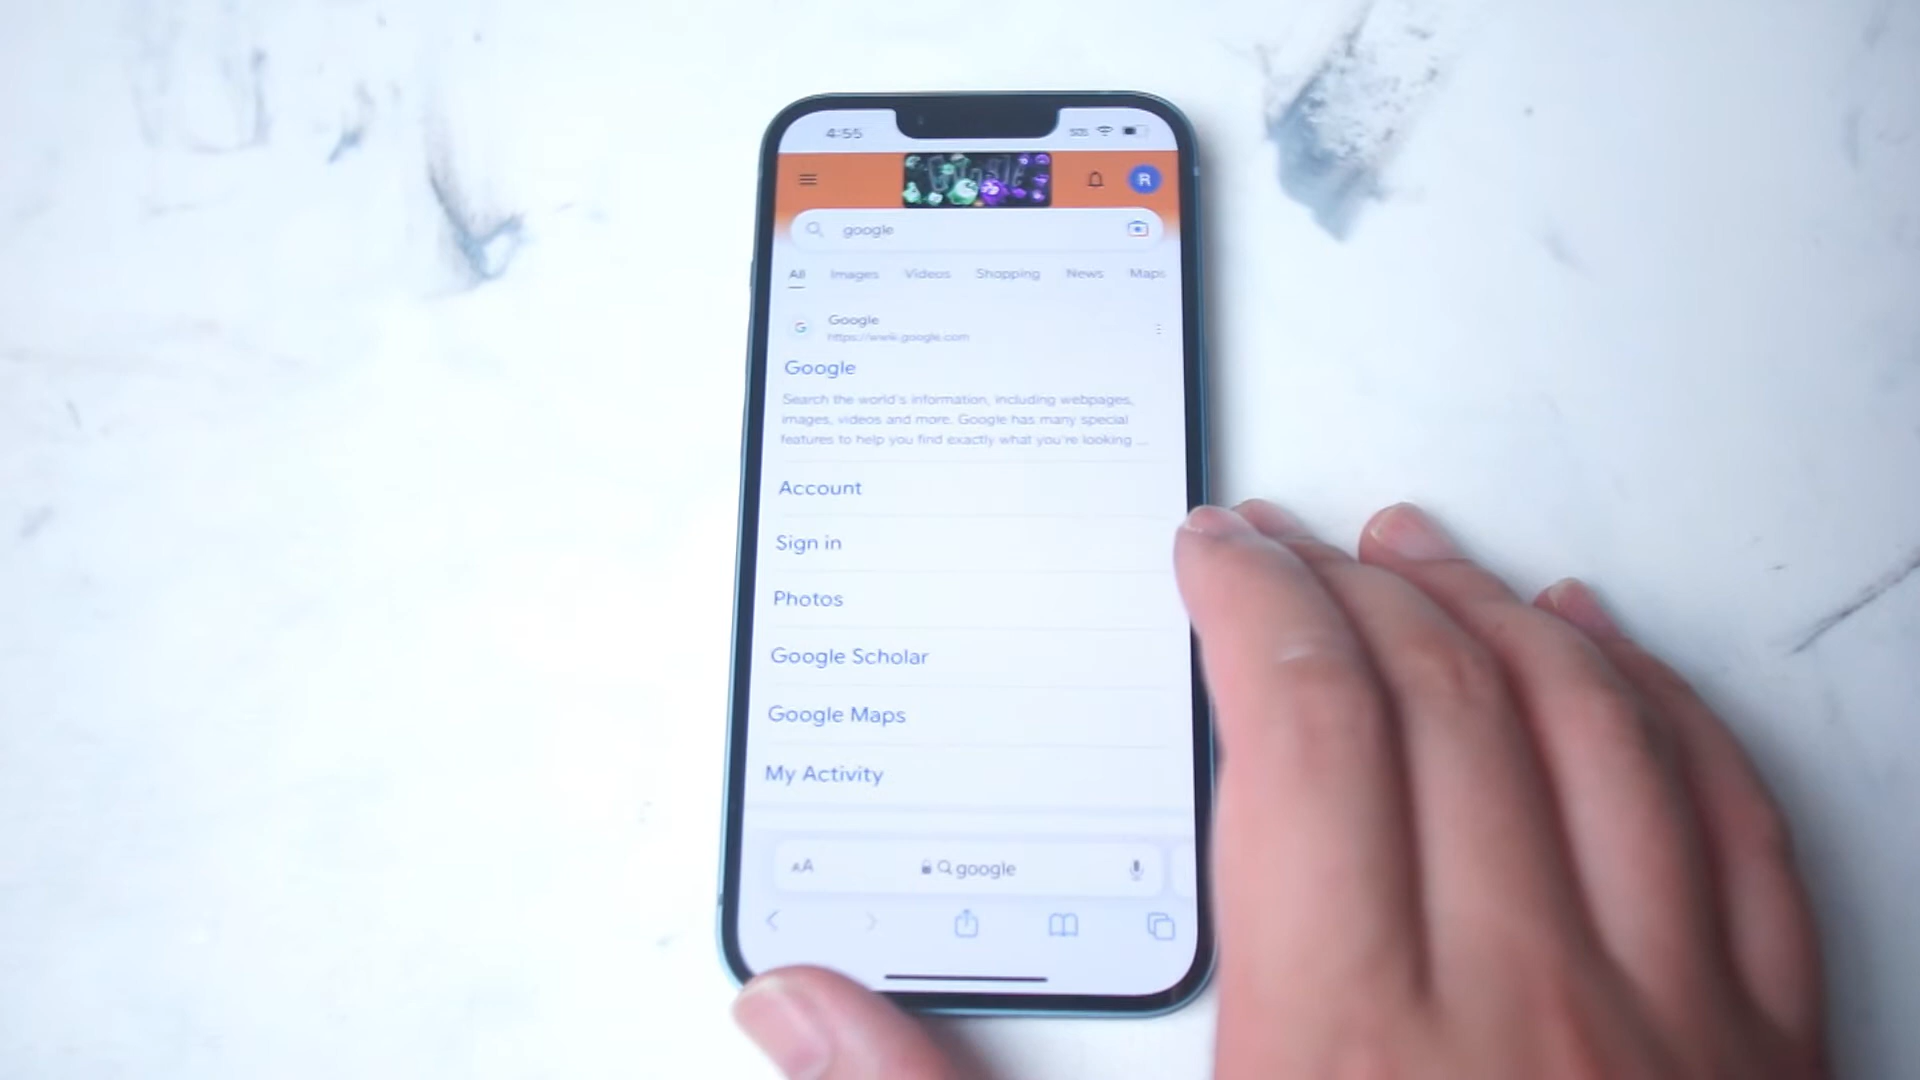 4:55
SOS
R
google
All Images Videos Shopping News Maps
G
Google
https://www.google.com
Google
Search the world's information, including webpages,
images, videos and more. Google has many special
features to help you find exactly what you're looking ...
Account
Sign in
Photos
Google Scholar
Google Maps
My Activity
AA google